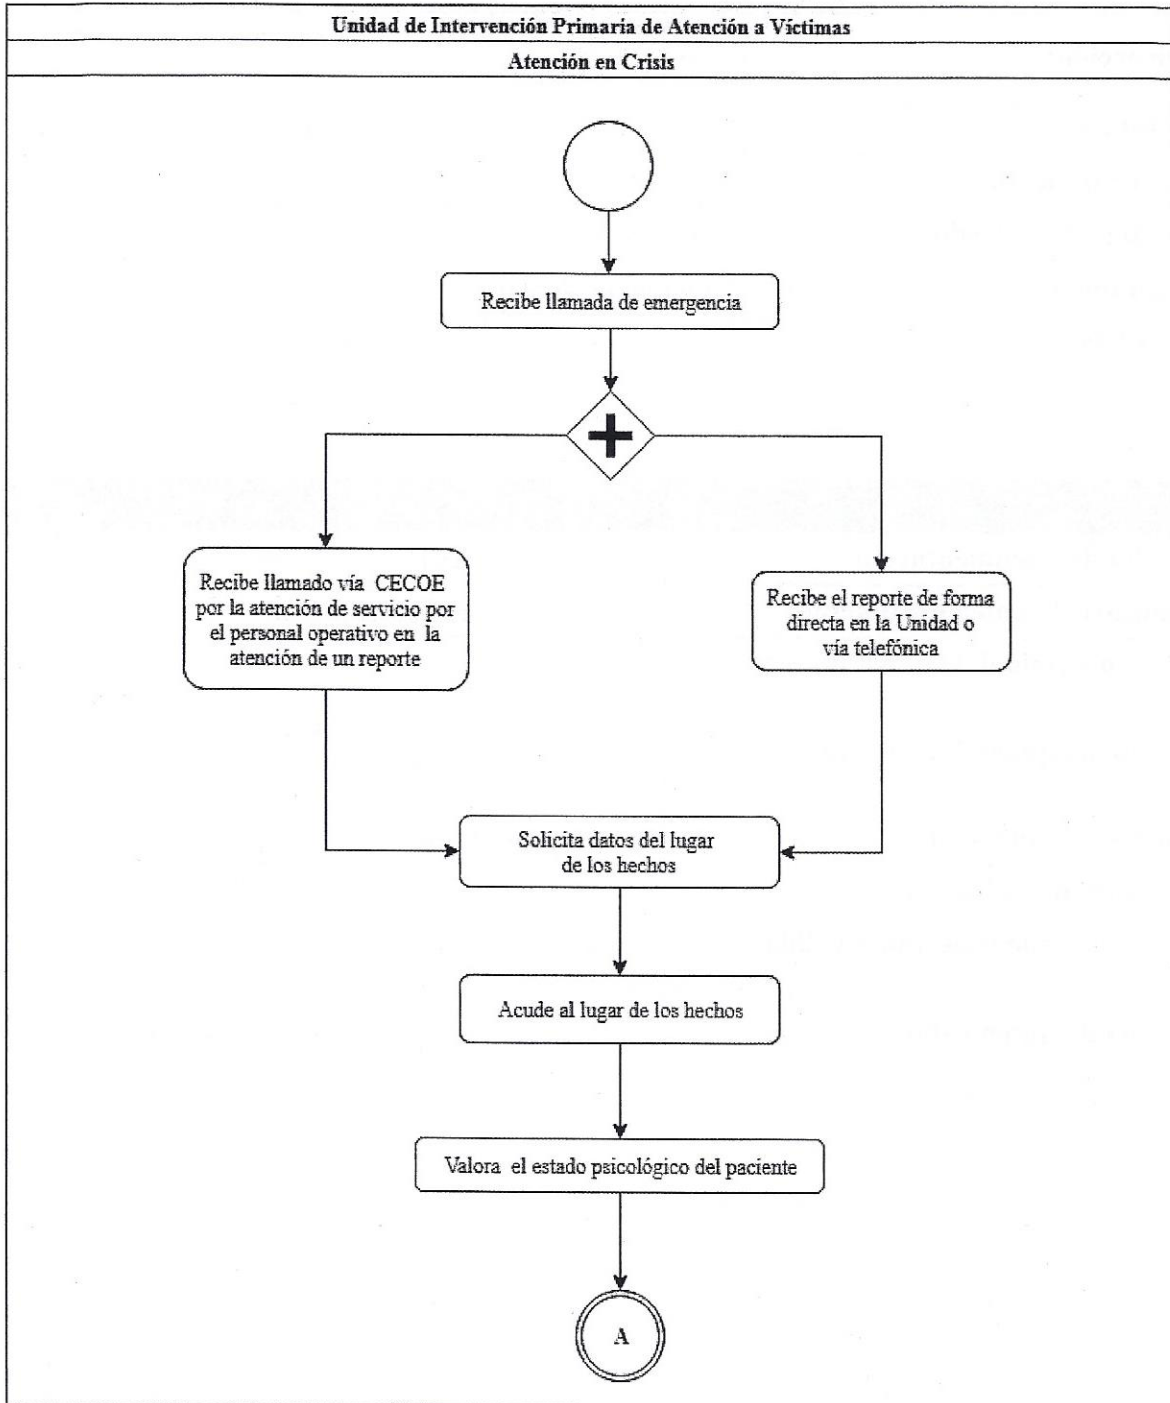 Unidad de Intervención Primaria de Atención a Víctimas
Atención en Crisis
Recibe llamada de emergencia
Recibe llamado vía CECOE
por la atención de servicio por
el personal operativo en la
atención de un reporte
Recibe el reporte de forma
directa en la Unidad o
vía telefónica
Solicita datos del lugar
de los hechos
Acude al lugar de los hechos
Valora el estado psicológico del paciente
A